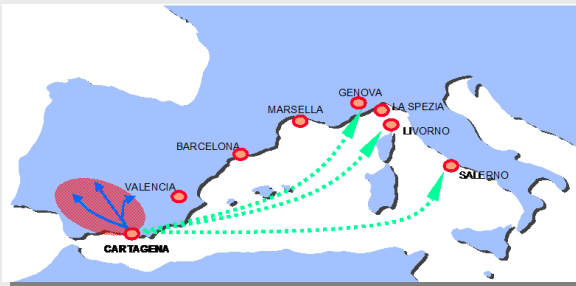 GENOVA
LA SPEZIA
MARSELLA
LIVORNO
BARCELONA
SALERNO
VALENCIA
CARTAGENA